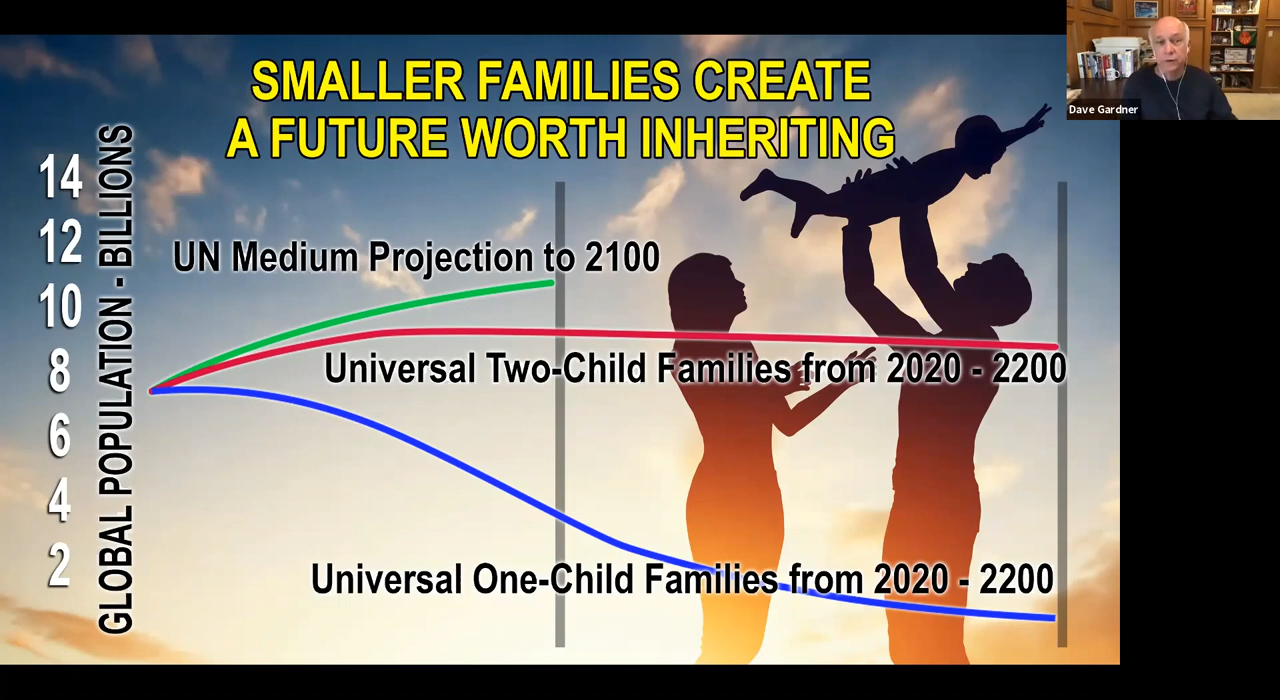 SMALLER FAMILIES CREATE
A FUTURE WORTH INHERITING
Dave Gardner
14
12
10
8
6
4
2
GLOBAL POPULATION - BILLIONS
UN Medium Projection to 2100
Universal Two-Child Families from 2020 - 2200
Universal One-Child Families from 2020 - 2200